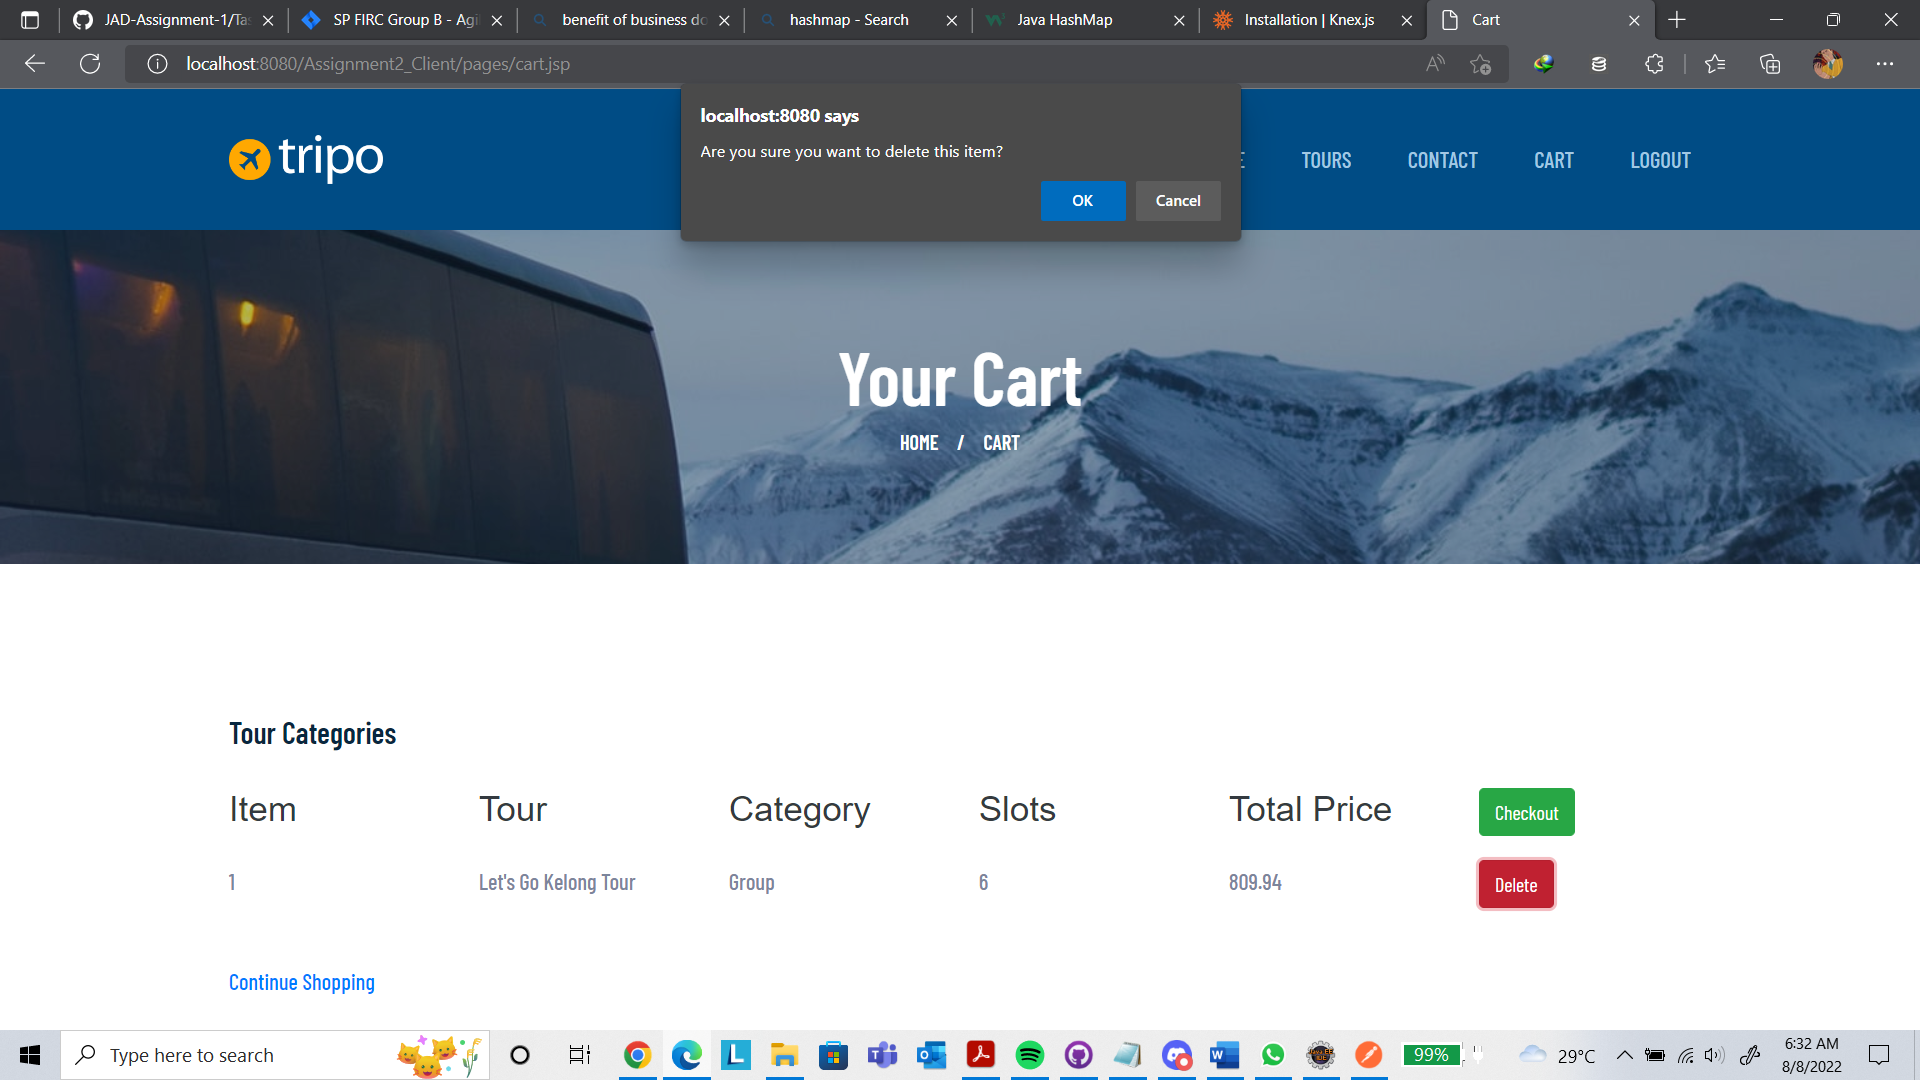 JAD-Assignment-1/Tas
SP FIRC Group B - Agil
benefit of business do
hashmap - Search
Java HashMap
Installation | Knex.js
Cart
localhost:8080/Assignment2_Client/pages/cart.jsp
localhost:8080 says
Are you sure you want to delete this item?
OK
Cancel
tripo
E
TOURS
CONTACT
CART
LOGOUT
Your Cart
HOME / CART
Tour Categories
Item Tour Category Slots Total Price Checkout
1 Let's Go Kelong Tour Group 6 809.94 Delete
Continue Shopping
Type here to search
99%
29°C
6:32 AM
8/8/2022